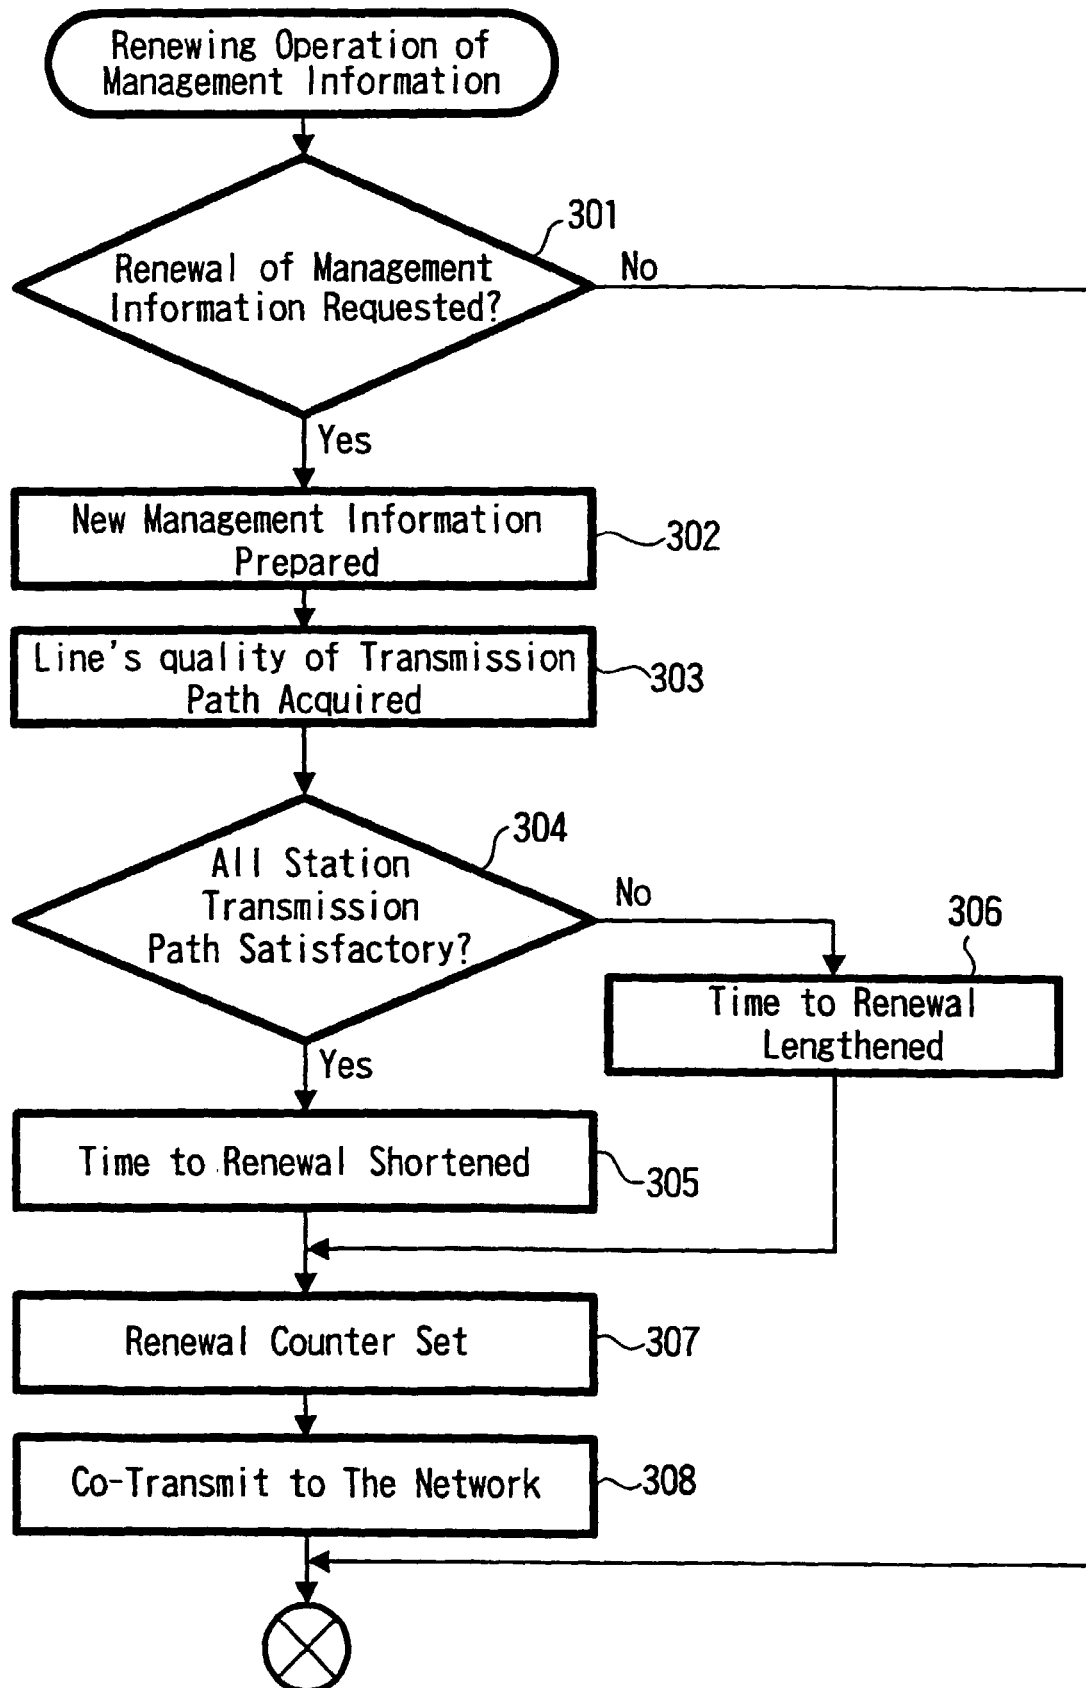 Renewing Operation of
Management Information
301
Renewal of Management
Information Requested?
No
Yes
New Management Information
Prepared
302
Line's quality of Transmission
Path Acquired
303
304
All Station
Transmission
Path Satisfactory?
No
306
Time to Renewal
Lengthened
Yes
Time to Renewal Shortened
305
Renewal Counter Set
307
Co-Transmit to The Network
308